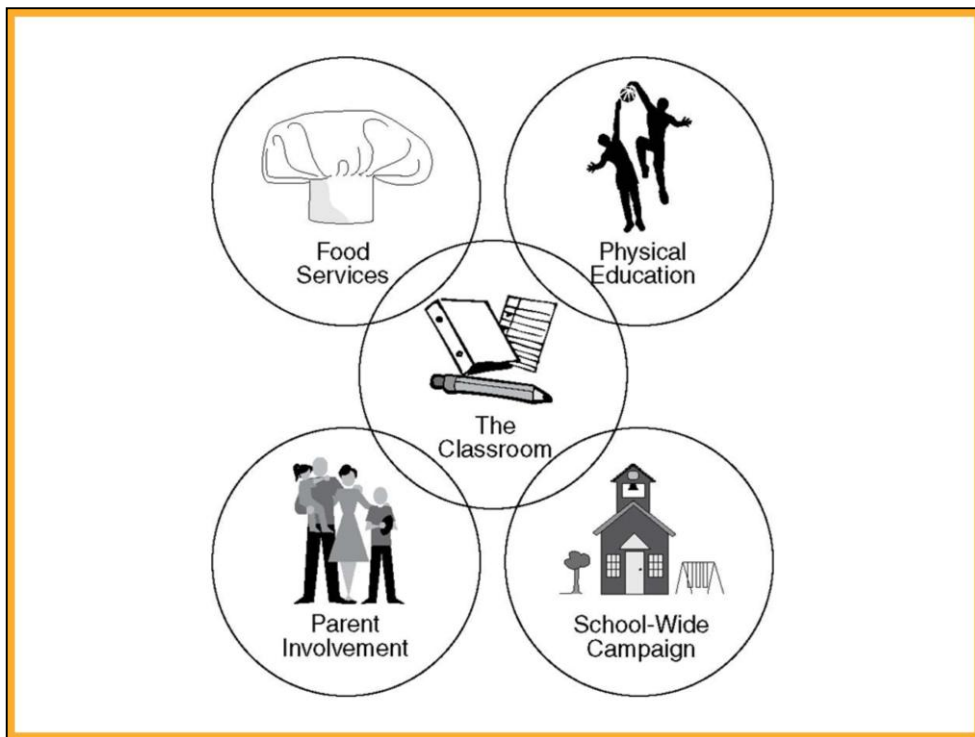 Food
Services
Physical
Education
The
Classroom
Parent
Involvement
School-Wide
Campaign